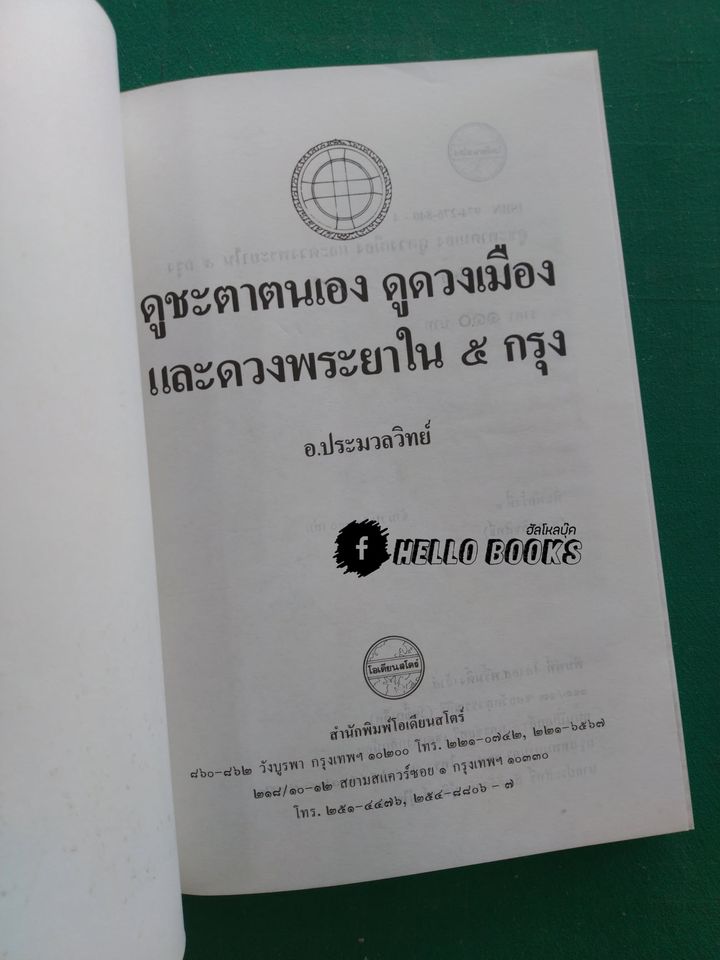 ดูชะตาตนเอง ดูดวงเมือง
และดวงพระยาใน ๕ กรุง
อ.ประมวลวิทย์
ฮัลโหลบุ๊ค
f HELLO BOOKS
โอเดียนสโตร์
สำนักพิมพ์โอเดียนสโตร์
๘๖๐-๘๖๒ วังบูรพา กรุงเทพฯ ๑๐๒๐๐ โทร. ๒๒๑-๐๗๔๒, ๒๒๑-๖๕๖๗
๒๑๘/๑๐-๑๒ สยามสแควร์ซอย ๑ กรุงเทพฯ ๑๐๓๓๐
โทร. ๒๕๑-๔๔๗๖, ๒๕๔-๘๘๐๖ - ๗